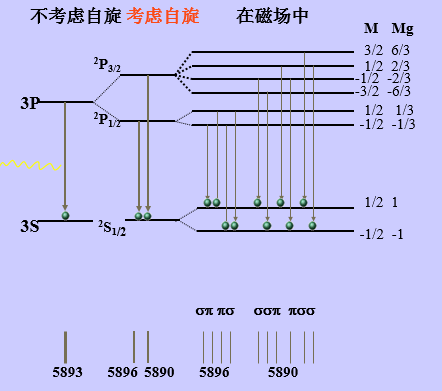 不考虑自旋 考虑自旋 在磁场中
M Mg
3/2 6/3
²P3/2
1/2 2/3
-1/2 -2/3
-3/2 -6/3
3P
²P1/2
1/2 1/3
-1/2 -1/3
1/2 1
3S
²S1/2
-1/2 -1
σπ πσ σσπ πσσ
5893 5896 5890 5896 5890